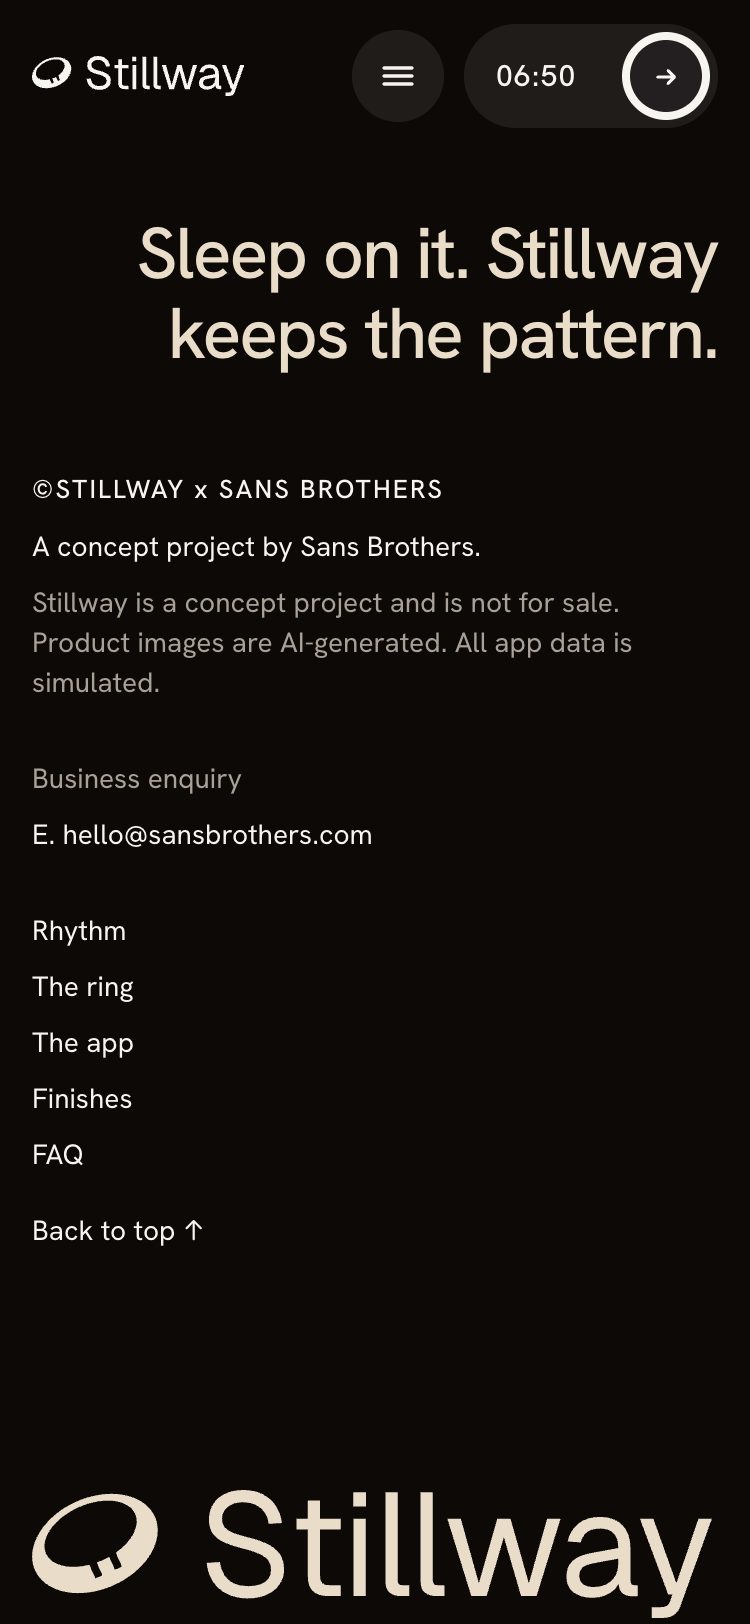 Stillway
06:50
Sleep on it. Stillway
keeps the pattern.
©STILLWAY x SANS BROTHERS
A concept project by Sans Brothers.
Stillway is a concept project and is not for sale.
Product images are AI-generated. All app data is
simulated.
Business enquiry
E. hello@sansbrothers.com
Rhythm
The ring
The app
Finishes
FAQ
Back to top ↑
Stillway